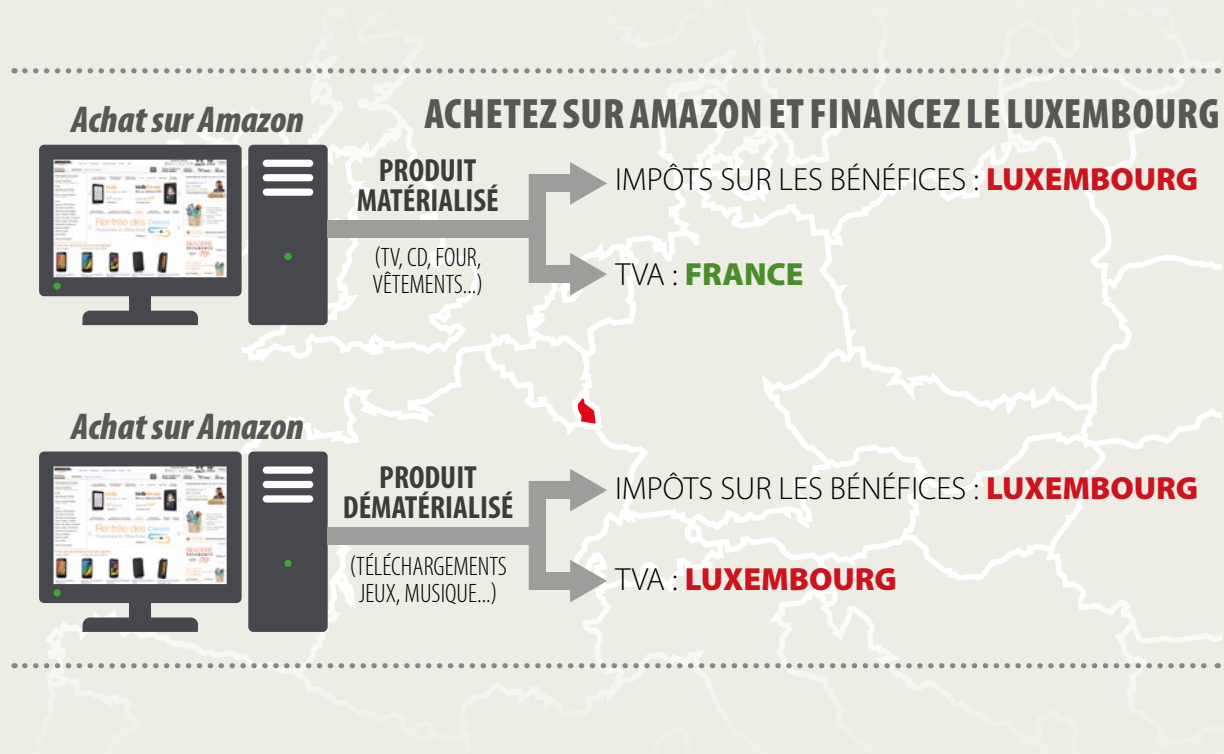 ACHETEZ SUR AMAZON ET FINANCEZ LE LUXEMBOURG
Achat sur Amazon
PRODUIT
MATÉRIALISÉ
(TV, CD, FOUR,
VÊTEMENTS...)
IMPÔTS SUR LES BÉNÉFICES : LUXEMBOURG
TVA : FRANCE
Achat sur Amazon
PRODUIT
DÉMATÉRIALISÉ
(TÉLÉCHARGEMENTS
JEUX, MUSIQUE...)
IMPÔTS SUR LES BÉNÉFICES : LUXEMBOURG
TVA : LUXEMBOURG